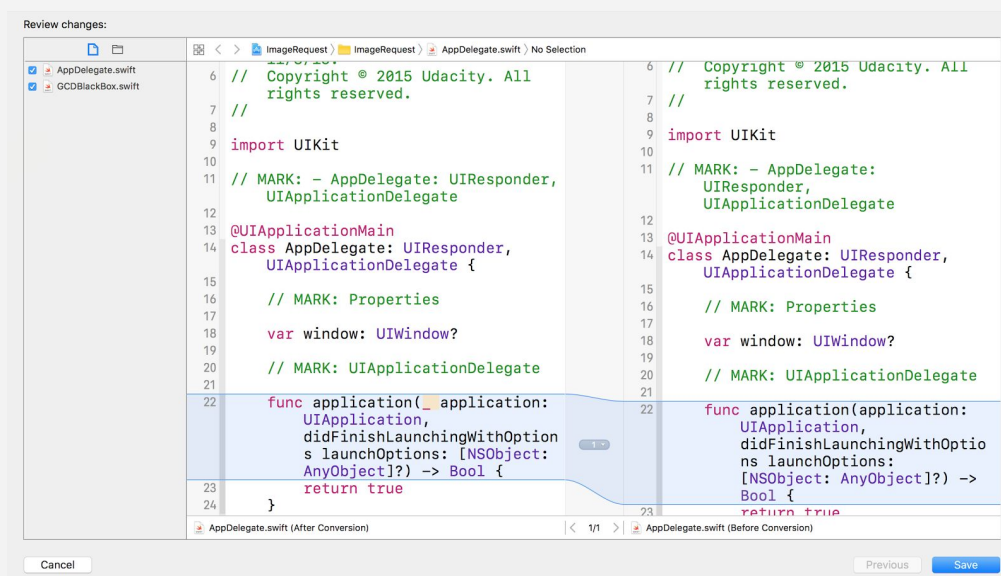 Review changes:
ImageRequest
ImageRequest
AppDelegate.swift
No Selection
AppDelegate.swift
GCDBlackBox.swift
6 // Copyright © 2015 Udacity. All
rights reserved.
7 //
8
9 import UIKit
10
11 // MARK: - AppDelegate: UIResponder,
UIApplicationDelegate
12
13 @UIApplicationMain
14 class AppDelegate: UIResponder,
UIApplicationDelegate {
15
16 // MARK: Properties
17
18 var window: UIWindow?
19
20 // MARK: UIApplicationDelegate
21
22 func application(_ application:
UIApplication,
didFinishLaunchingWithOption
s launchOptions: [NSObject:
AnyObject]?) -> Bool {
23 return true
24 }
AppDelegate.swift (After Conversion)
1
6 // Copyright © 2015 Udacity. All
rights reserved.
7 //
8
9 import UIKit
10
11 // MARK: - AppDelegate:
UIResponder,
UIApplicationDelegate
12
13 @UIApplicationMain
14 class AppDelegate: UIResponder,
UIApplicationDelegate {
15
16 // MARK: Properties
17
18 var window: UIWindow?
19
20 // MARK: UIApplicationDelegate
21
22 func application(application:
UIApplication,
didFinishLaunchingWithOptio
ns launchOptions:
[NSObject: AnyObject]?) ->
Bool {
23 return true
1/1
AppDelegate.swift (Before Conversion)
Cancel
Previous
Save